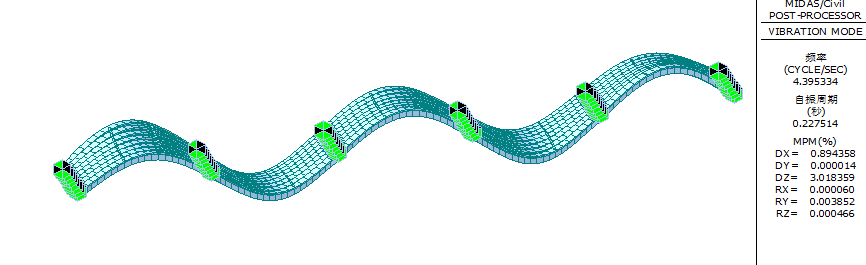 MIDAS/Civil
POST-PROCESSOR
VIBRATION MODE
频率
(CYCLE/SEC)
4.395334
自振周期
(秒)
0.227514
MPM(%)
DX= 0.894358
DY= 0.000014
DZ= 3.018359
RX= 0.000060
RY= 0.003852
RZ= 0.000466